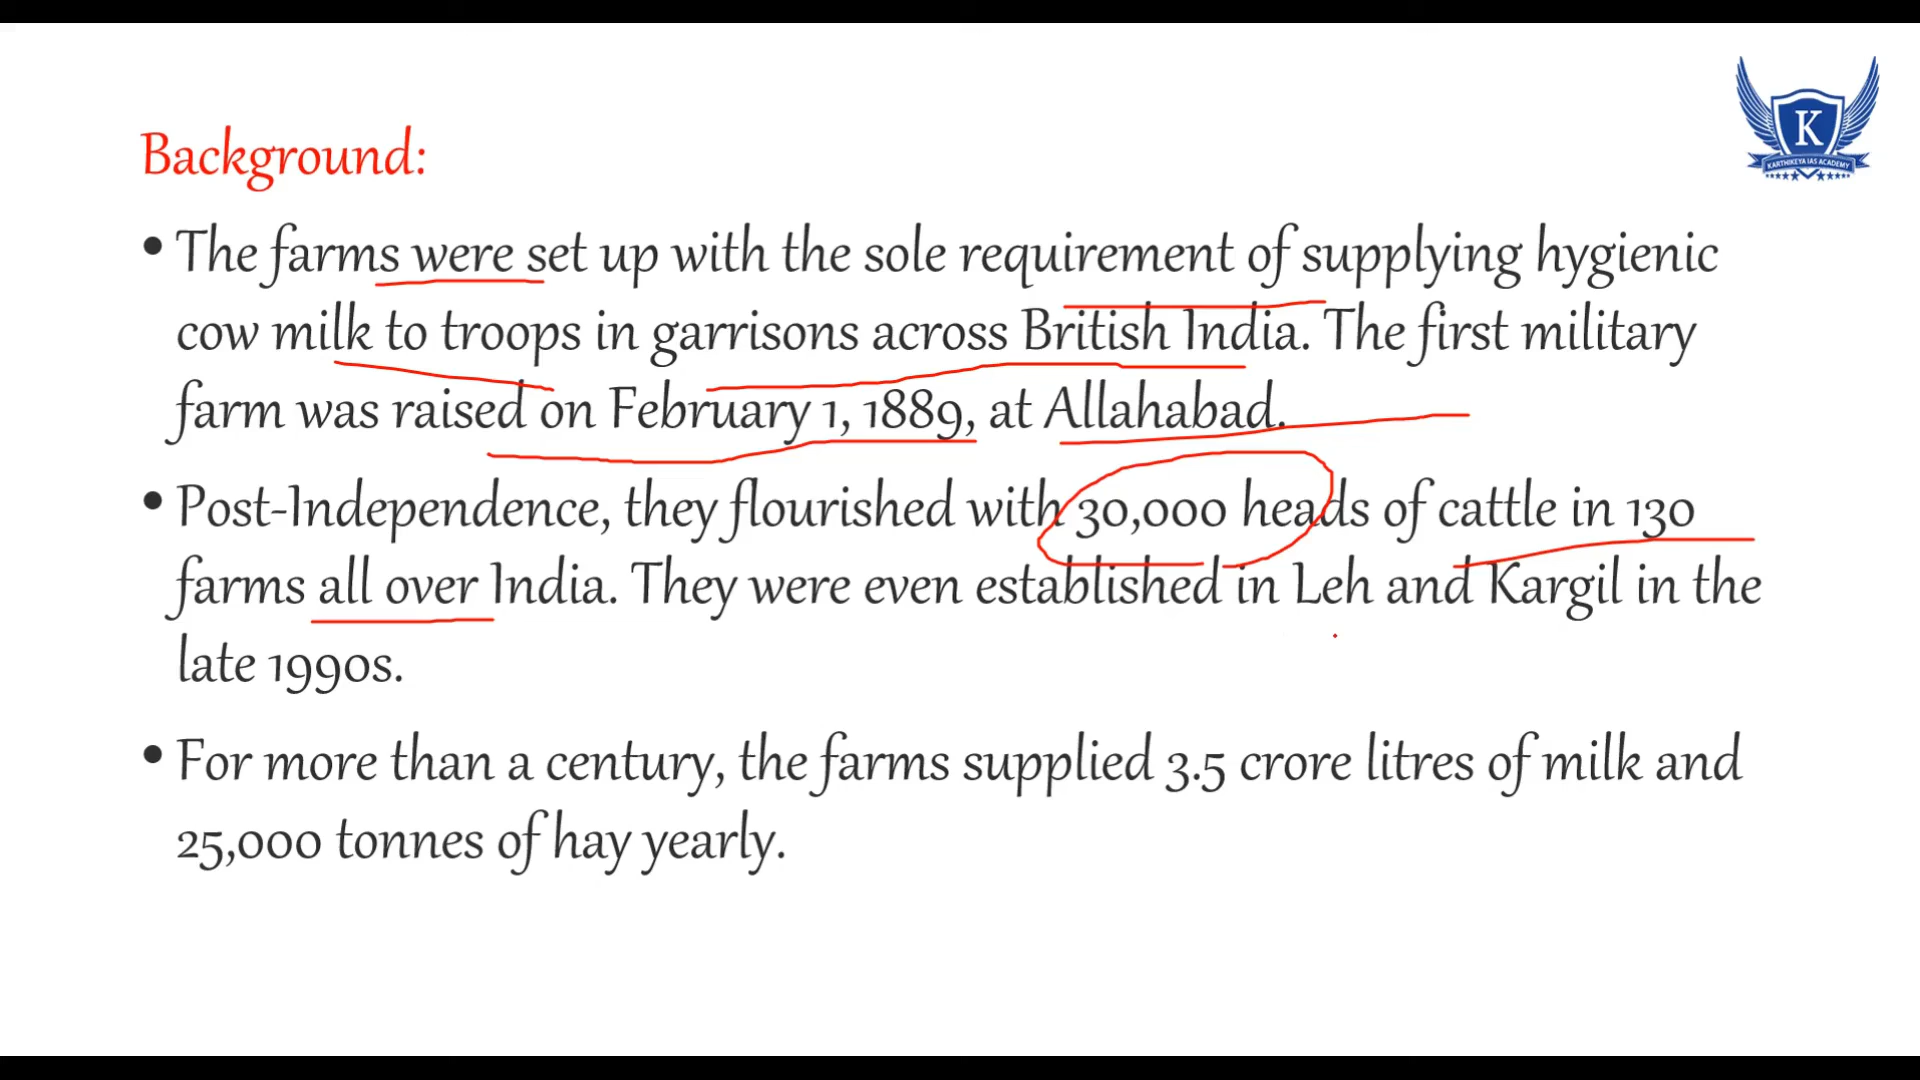 Background:
• The farms were set up with the sole requirement of supplying hygienic
cow milk to troops in garrisons across British India. The first military
farm was raised on February 1, 1889, at Allahabad.
• Post-Independence, they flourished with 30,000 heads of cattle in 130
farms all over India. They were even established in Leh and Kargil in the
late 1990s.
• For more than a century, the farms supplied 3.5 crore litres of milk and
25,000 tonnes of hay yearly.
K
KARTHIKEYA IAS ACADEMY